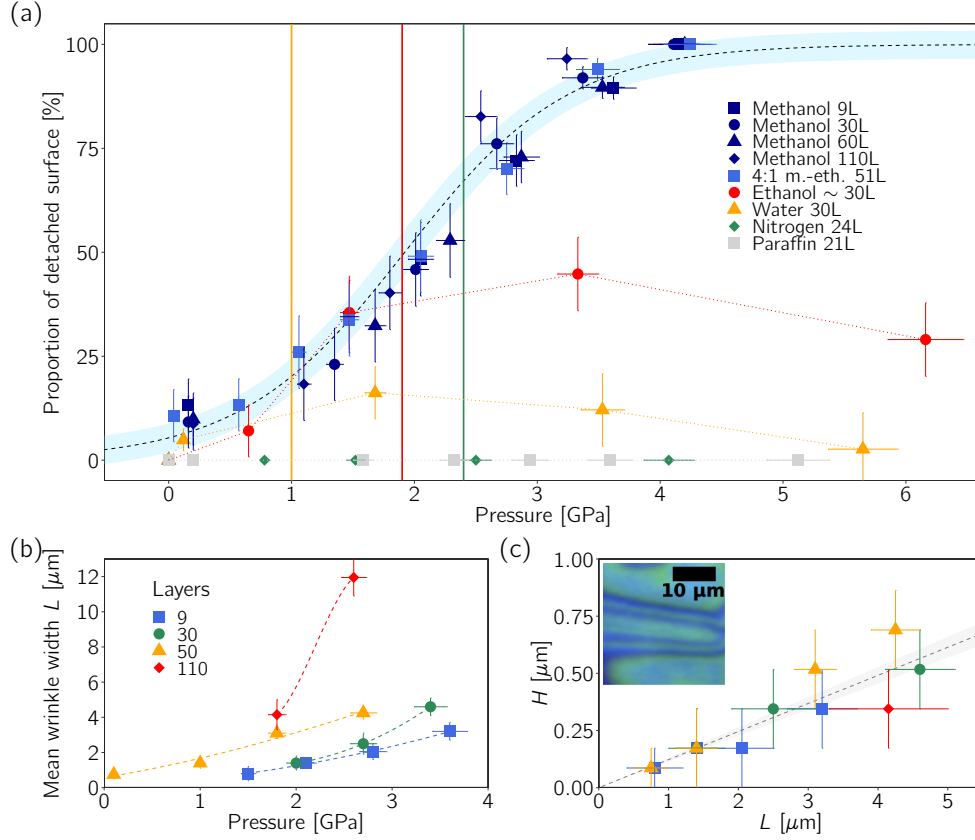 (a)
Proportion of detached surface [%]
100
75
50
25
0
Methanol 9L
Methanol 30L
Methanol 60L
Methanol 110L
4:1 m.-eth. 51L
Ethanol ∼ 30L
Water 30L
Nitrogen 24L
Paraffin 21L
0 1 2 3 4 5 6
Pressure [GPa]
(b)
Mean wrinkle width L [μm]
12
10
8
6
4
2
0
Layers
9
30
50
110
0 1 2 3 4
Pressure [GPa]
(c)
H [μm]
1.00
0.75
0.50
0.25
0.00
10 μm
0 1 2 3 4 5
L [μm]